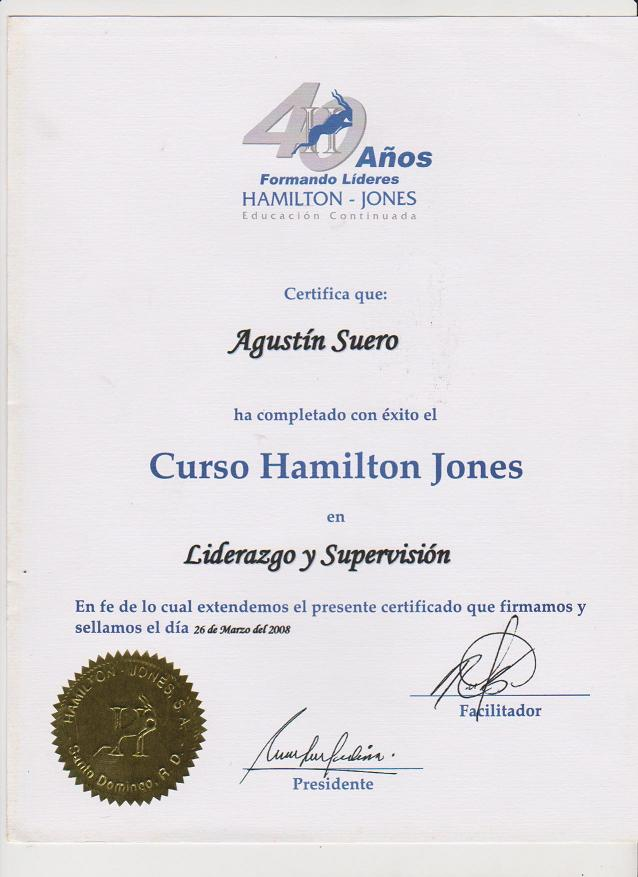 40 Años
Formando Líderes
HAMILTON - JONES
Educación Continuada
Certifica que:
Agustín Suero
ha completado con éxito el
Curso Hamilton Jones
en
Liderazgo y Supervisión
En fe de lo cual extendemos el presente certificado que firmamos y
sellamos el día 26 de Marzo del 2008
Facilitador
Presidente
HAMILTON - JONES, S. A.
Santo Domingo, R. D.